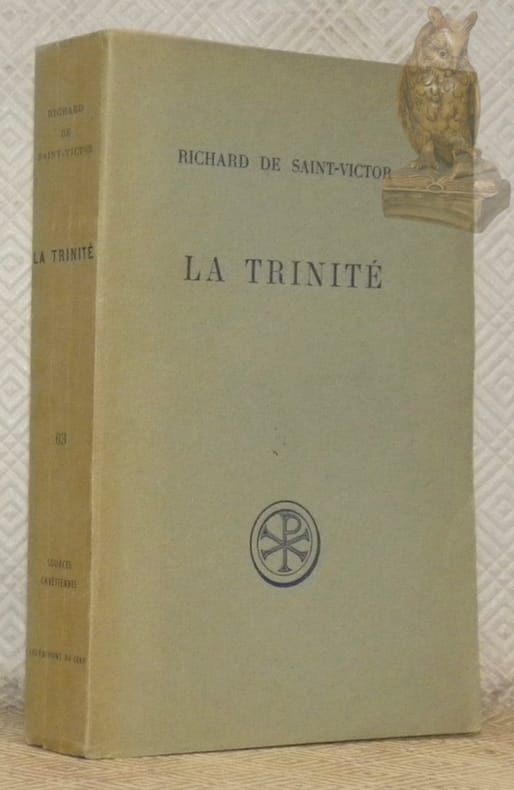 RICHARD
DE
SAINT-VICTOR
LA TRINITÉ
63
SOURCES
CHRÉTIENNES
LES ÉDITIONS DU CERF
RICHARD DE SAINT-VICTOR
LA TRINITÉ